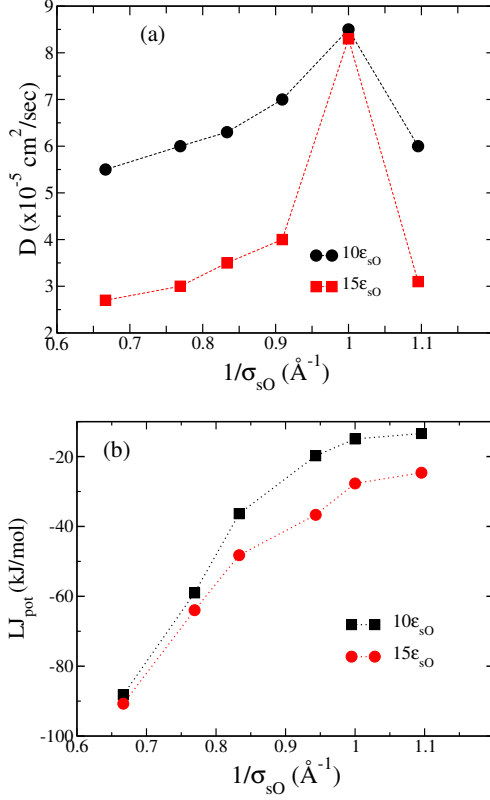 (a)
9
8
7
6
5
4
3
2
D (x10⁻⁵ cm²/sec)
10ε_sO
15ε_sO
0.6 0.7 0.8 0.9 1 1.1
1/σ_sO (Å⁻¹)
(b)
-20
-40
-60
-80
-100
LJ_pot (kJ/mol)
10ε_sO
15ε_sO
0.6 0.7 0.8 0.9 1 1.1
1/σ_sO (Å⁻¹)